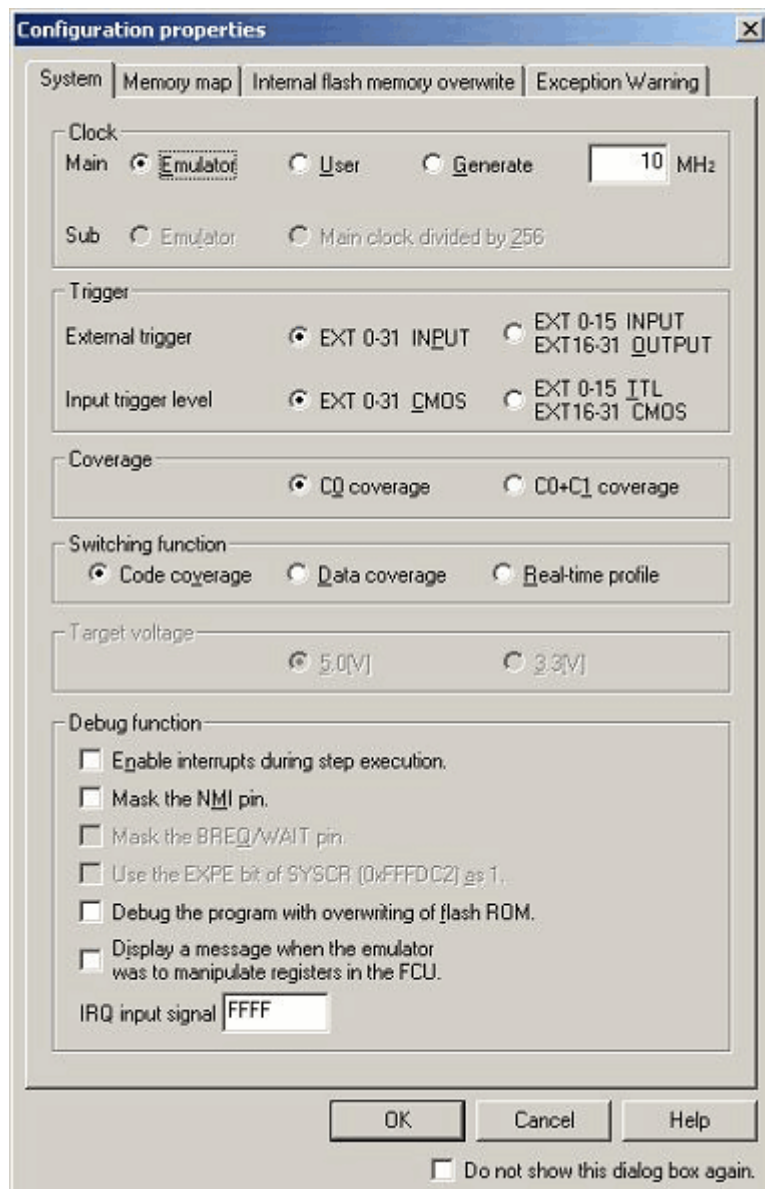 Configuration properties
System Memory map Internal flash memory overwrite Exception Warning
Clock
Main Emulator User Generate 10 MHz
Sub Emulator Main clock divided by 256
Trigger
External trigger EXT 0-31 INPUT EXT 0-15 INPUT
EXT16-31 OUTPUT
Input trigger level EXT 0-31 CMOS EXT 0-15 TTL
EXT16-31 CMOS
Coverage
C0 coverage C0+C1 coverage
Switching function
Code coverage Data coverage Real-time profile
Target voltage
5.0[V] 3.3[V]
Debug function
Enable interrupts during step execution.
Mask the NMI pin.
Mask the BREQ/WAIT pin.
Use the EXPE bit of SYSCR (0xFFFDC2) as 1.
Debug the program with overwriting of flash ROM.
Display a message when the emulator
was to manipulate registers in the FCU.
IRQ input signal FFFF
OK Cancel Help
Do not show this dialog box again.